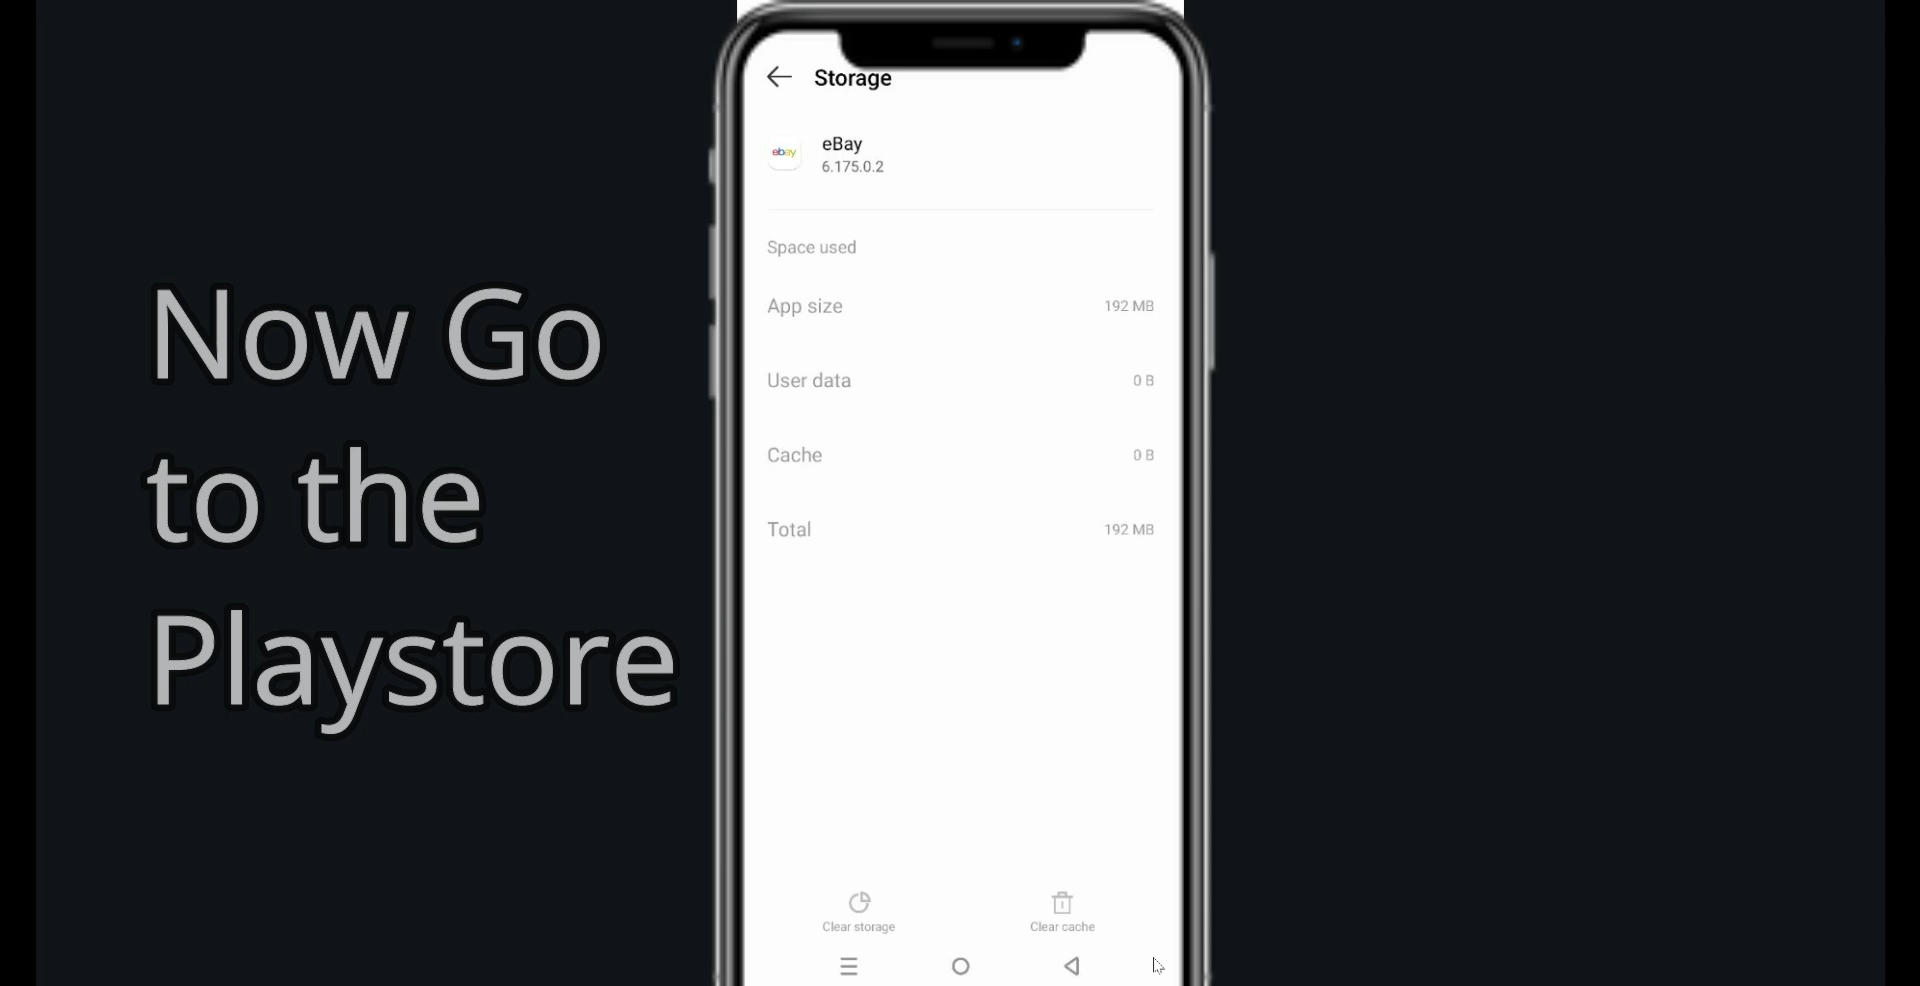 Now Go
to the
Playstore
Storage
ebay
eBay
6.175.0.2
Space used
App size 192 MB
User data 0 B
Cache 0 B
Total 192 MB
Clear storage Clear cache